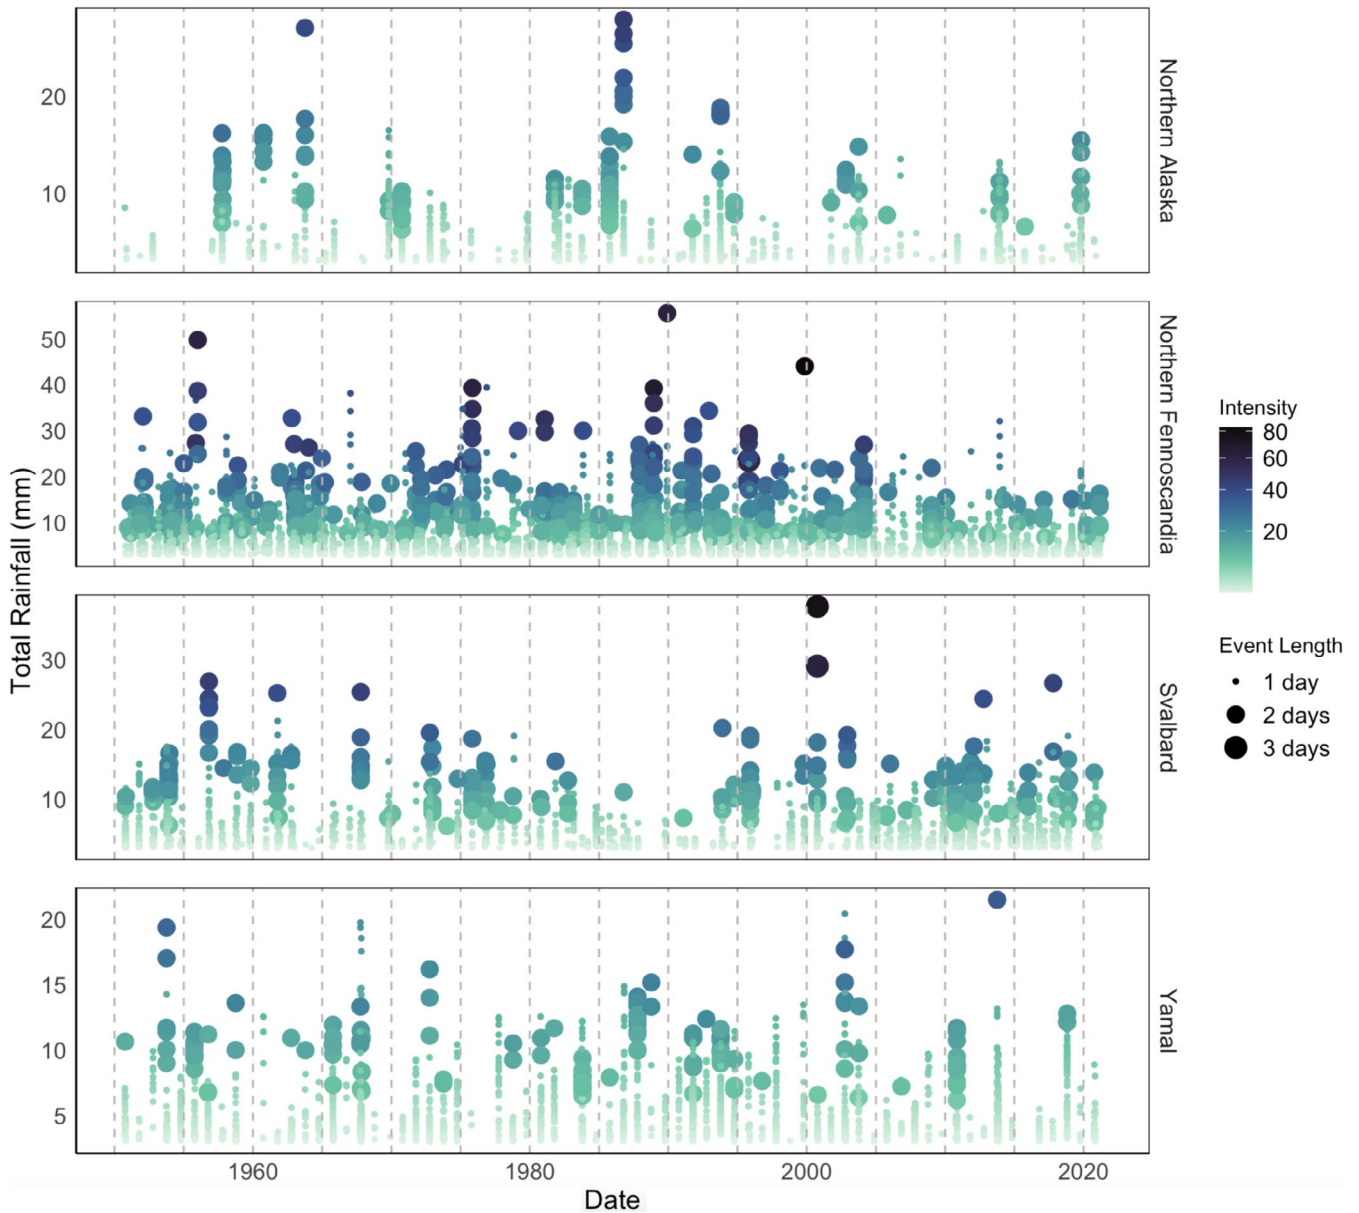 Total Rainfall (mm)
20
10
Northern Alaska
50
40
30
20
10
Northern Fennoscandia
30
20
10
Svalbard
20
15
10
5
Yamal
1960 1980 2000 2020
Date
Intensity
80
60
40
20
Event Length
1 day
2 days
3 days